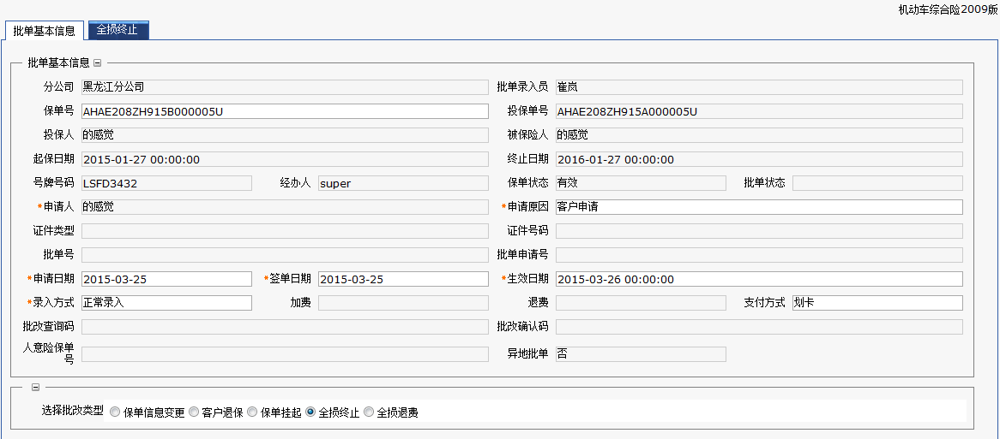 机动车综合险2009版
批单基本信息 全损终止
批单基本信息
分公司 黑龙江分公司 批单录入员 崔岚
保单号 AHAE208ZH915B000005U 投保单号 AHAE208ZH915A000005U
投保人 的感觉 被保险人 的感觉
起保日期 2015-01-27 00:00:00 终止日期 2016-01-27 00:00:00
号牌号码 LSFD3432 经办人 super 保单状态 有效 批单状态
*申请人 的感觉 *申请原因 客户申请
证件类型 证件号码
批单号 批单申请号
*申请日期 2015-03-25 *签单日期 2015-03-25 *生效日期 2015-03-26 00:00:00
*录入方式 正常录入 加费 退费 支付方式 划卡
批改查询码 批改确认码
人意险保单
号 异地批单 否
选择批改类型 保单信息变更 客户退保 保单挂起 全损终止 全损退费